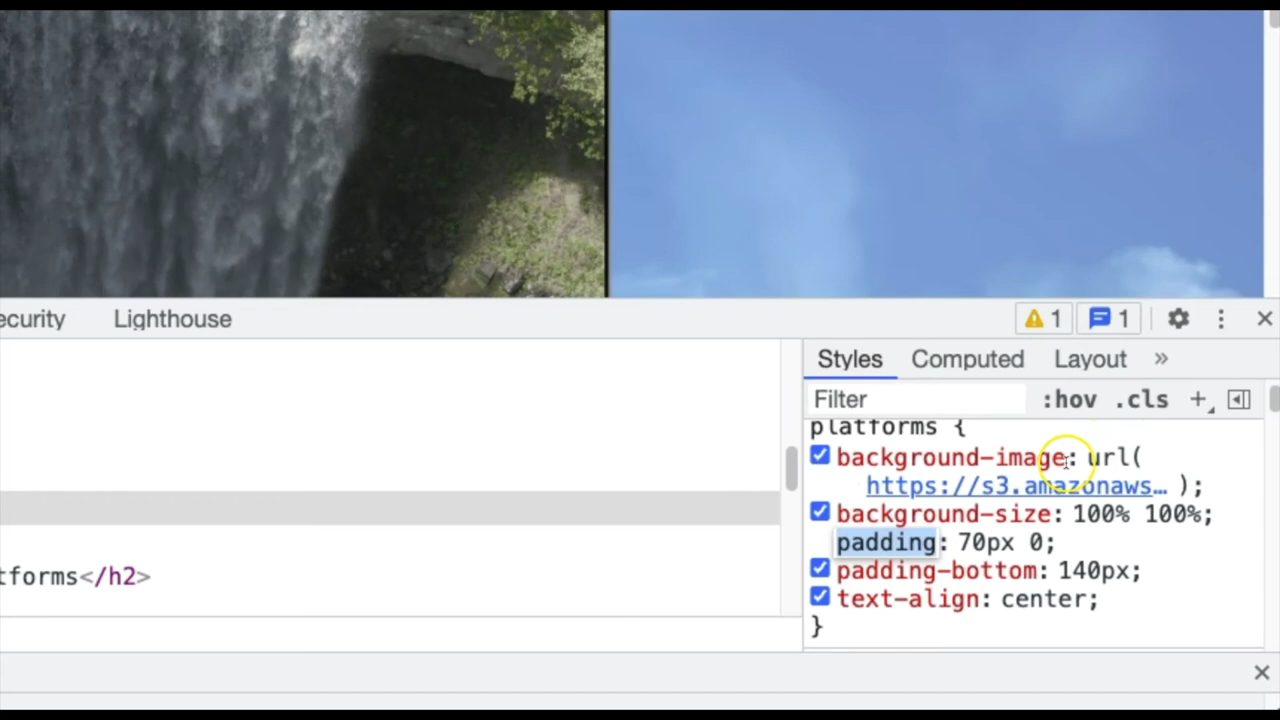 ecurity Lighthouse 1 1
Styles Computed Layout »
Filter :hov .cls +
platforms {
background-image: url(
https://s3.amazonaws… );
background-size: 100% 100%;
padding: 70px 0;
tforms</h2>
padding-bottom: 140px;
text-align: center;
}